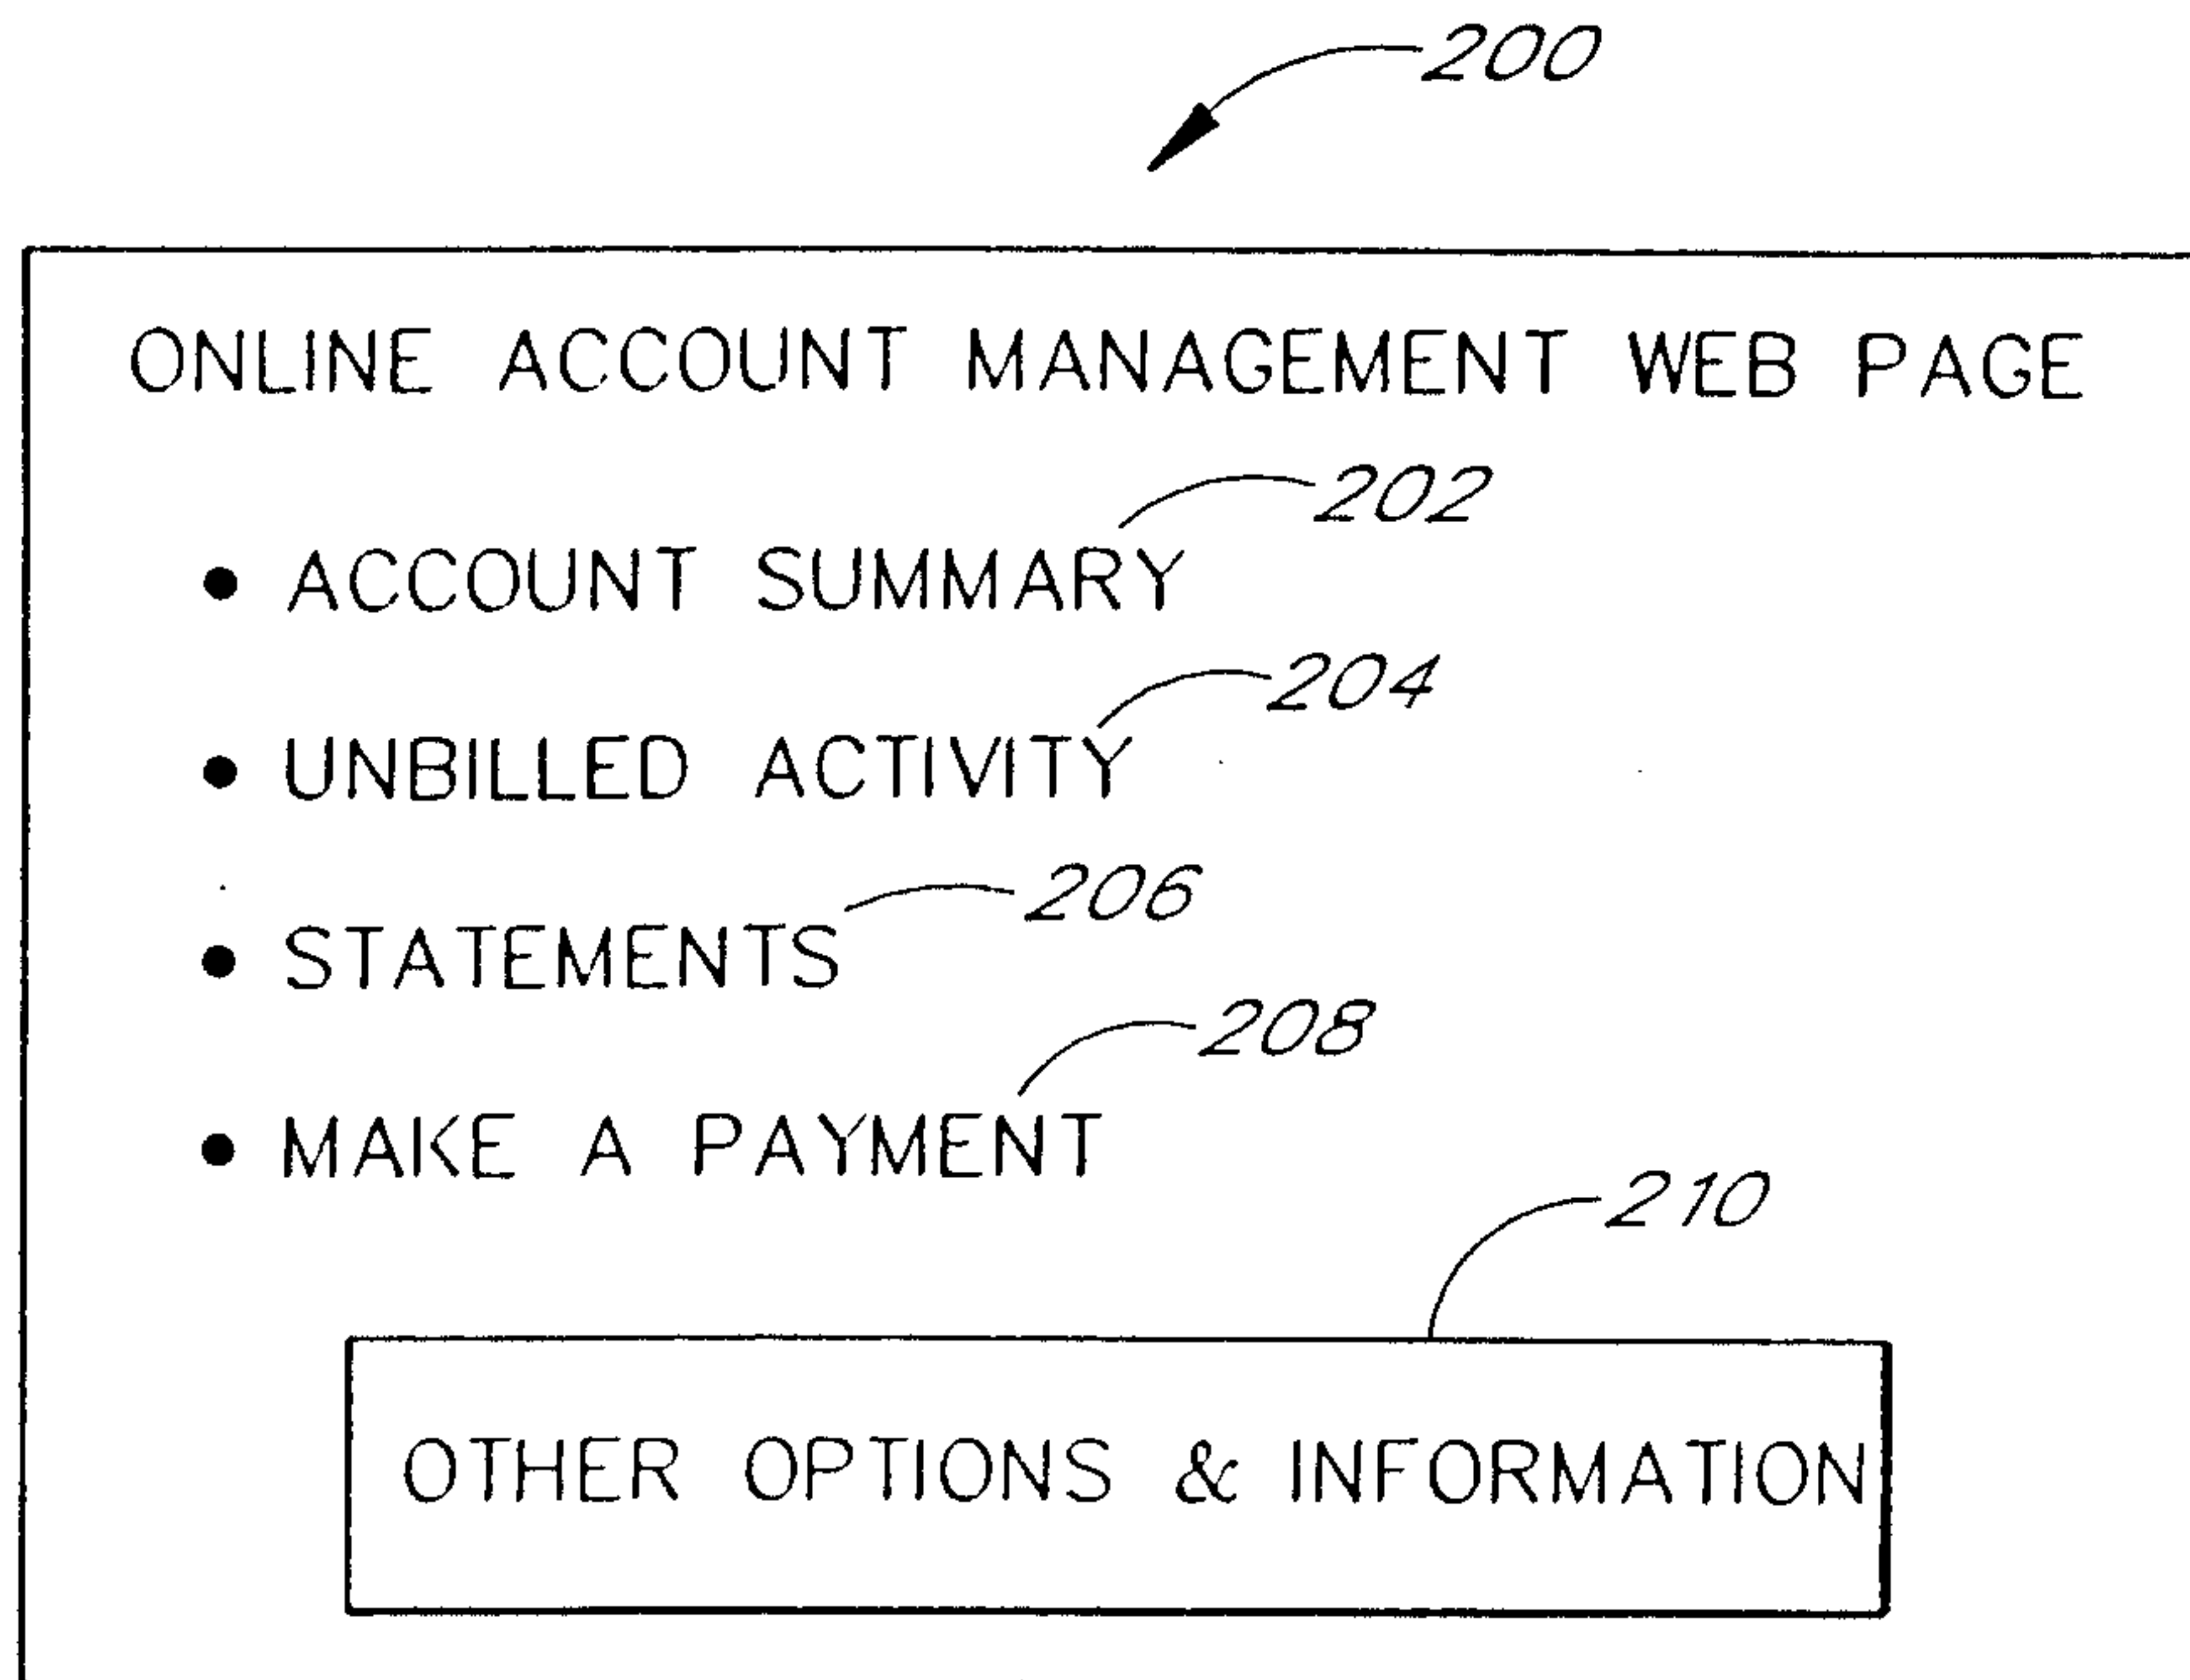 200
ONLINE ACCOUNT MANAGEMENT WEB PAGE
202
• ACCOUNT SUMMARY
204
• UNBILLED ACTIVITY
206
• STATEMENTS
208
• MAKE A PAYMENT
210
OTHER OPTIONS & INFORMATION